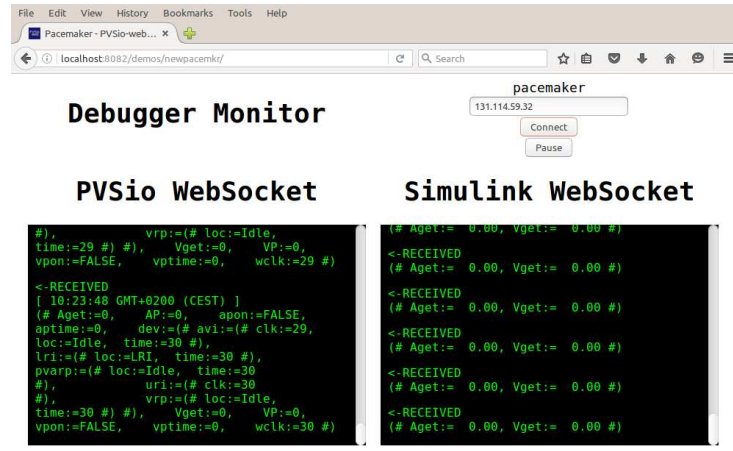 File Edit View History Bookmarks Tools Help
Pacemaker - PVSio-web... ×
localhost:8082/demos/newpacemkr/
Search
Debugger Monitor
pacemaker
131.114.59.32
Connect
Pause
PVSio WebSocket
#), vrp:=(# loc:=Idle,
time:=29 #) #), Vget:=0, VP:=0,
vpon:=FALSE, vptime:=0, wclk:=29 #)
<-RECEIVED
[ 10:23:48 GMT+0200 (CEST) ]
(# Aget:=0, AP:=0, apon:=FALSE,
aptime:=0, dev:=(# avi:=(# clk:=29,
loc:=Idle, time:=30 #),
lri:=(# loc:=LRI, time:=30 #),
pvarp:=(# loc:=Idle, time:=30
#), uri:=(# clk:=30
#), vrp:=(# loc:=Idle,
time:=30 #) #), Vget:=0, VP:=0,
vpon:=FALSE, vptime:=0, wclk:=30 #)
Simulink WebSocket
(# Aget:= 0.00, Vget:= 0.00 #)
<-RECEIVED
(# Aget:= 0.00, Vget:= 0.00 #)
<-RECEIVED
(# Aget:= 0.00, Vget:= 0.00 #)
<-RECEIVED
(# Aget:= 0.00, Vget:= 0.00 #)
<-RECEIVED
(# Aget:= 0.00, Vget:= 0.00 #)
<-RECEIVED
(# Aget:= 0.00, Vget:= 0.00 #)